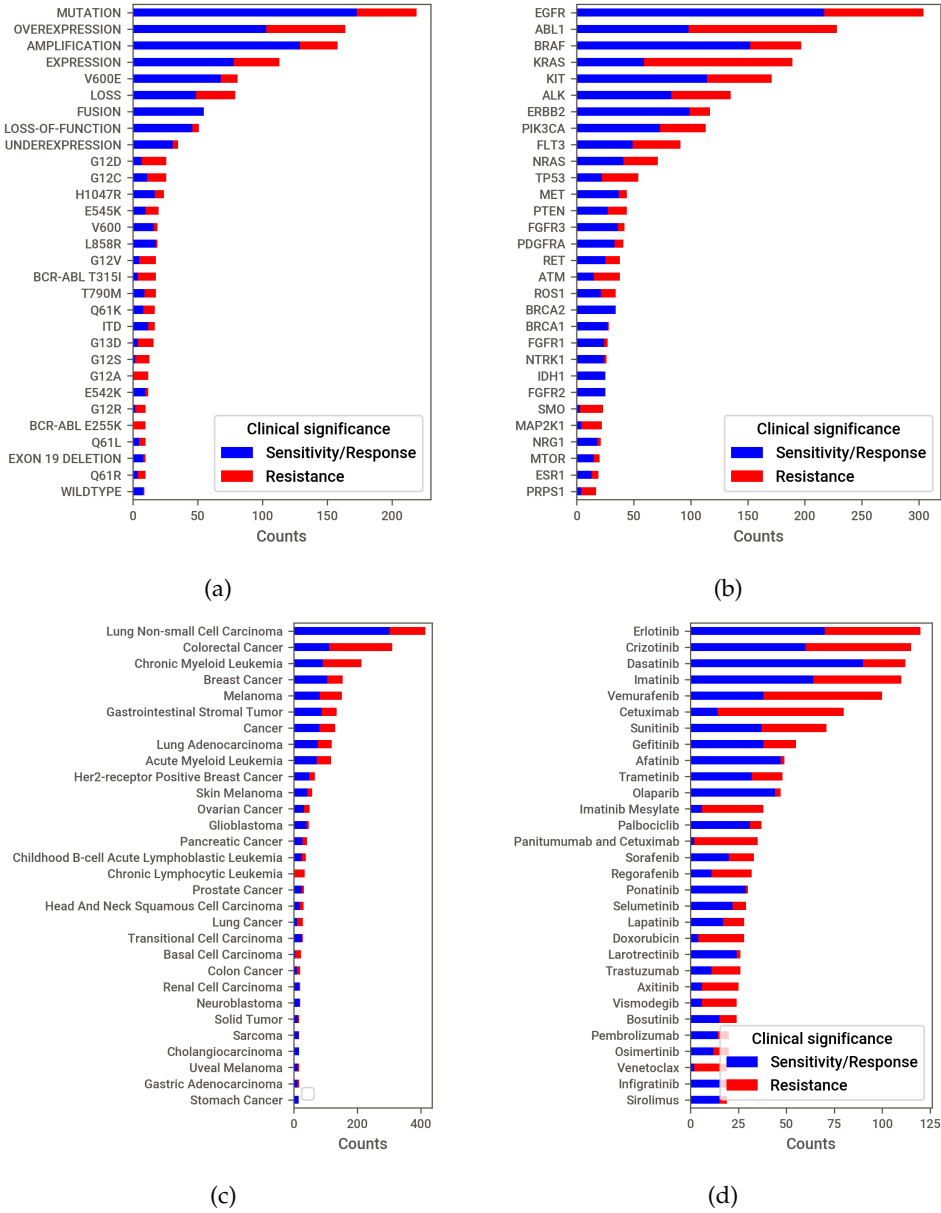 MUTATION
OVEREXPRESSION
AMPLIFICATION
EXPRESSION
V600E
LOSS
FUSION
LOSS-OF-FUNCTION
UNDEREXPRESSION
G12D
G12C
H1047R
E545K
V600
L858R
G12V
BCR-ABL T315I
T790M
Q61K
ITD
G13D
G12S
G12A
E542K
G12R
BCR-ABL E255K
Q61L
EXON 19 DELETION
Q61R
WILDTYPE
Clinical significance
Sensitivity/Response
Resistance
0 50 100 150 200
Counts
(a)
EGFR
ABL1
BRAF
KRAS
KIT
ALK
ERBB2
PIK3CA
FLT3
NRAS
TP53
MET
PTEN
FGFR3
PDGFRA
RET
ATM
ROS1
BRCA2
BRCA1
FGFR1
NTRK1
IDH1
FGFR2
SMO
MAP2K1
NRG1
MTOR
ESR1
PRPS1
Clinical significance
Sensitivity/Response
Resistance
0 50 100 150 200 250 300
Counts
(b)
Lung Non-small Cell Carcinoma
Colorectal Cancer
Chronic Myeloid Leukemia
Breast Cancer
Melanoma
Gastrointestinal Stromal Tumor
Cancer
Lung Adenocarcinoma
Acute Myeloid Leukemia
Her2-receptor Positive Breast Cancer
Skin Melanoma
Ovarian Cancer
Glioblastoma
Pancreatic Cancer
Childhood B-cell Acute Lymphoblastic Leukemia
Chronic Lymphocytic Leukemia
Prostate Cancer
Head And Neck Squamous Cell Carcinoma
Lung Cancer
Transitional Cell Carcinoma
Basal Cell Carcinoma
Colon Cancer
Renal Cell Carcinoma
Neuroblastoma
Solid Tumor
Sarcoma
Cholangiocarcinoma
Uveal Melanoma
Gastric Adenocarcinoma
Stomach Cancer
0 200 400
Counts
(c)
Erlotinib
Crizotinib
Dasatinib
Imatinib
Vemurafenib
Cetuximab
Sunitinib
Gefitinib
Afatinib
Trametinib
Olaparib
Imatinib Mesylate
Palbociclib
Panitumumab and Cetuximab
Sorafenib
Regorafenib
Ponatinib
Selumetinib
Lapatinib
Doxorubicin
Larotrectinib
Trastuzumab
Axitinib
Vismodegib
Bosutinib
Pembrolizumab
Osimertinib
Venetoclax
Infigratinib
Sirolimus
Clinical significance
Sensitivity/Response
Resistance
0 25 50 75 100 125
Counts
(d)